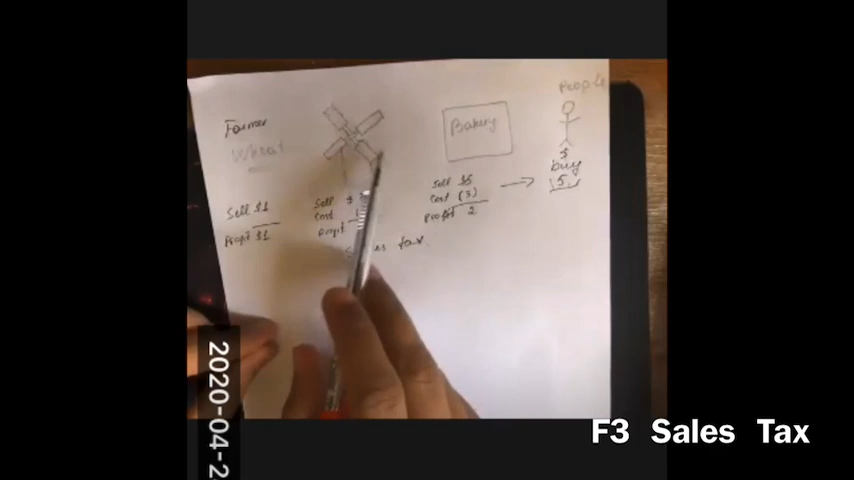 People
Farmer
Wheat
Bakery
$
buy
5
Sell $1
Profit $1
Sell $
Cost
Profit
Sell $5
Cost (3)
Profit 2
tax.
2020-04-2
F3 Sales Tax